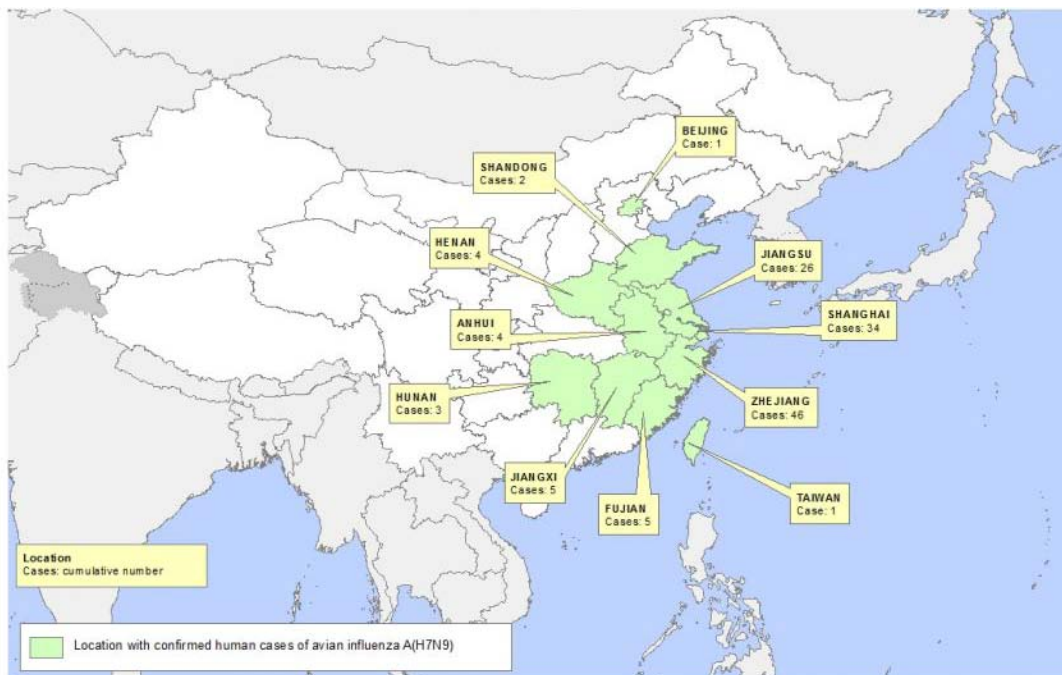 BEIJING
Case: 1
SHANDONG
Cases: 2
HENAN
Cases: 4
JIANGSU
Cases: 26
ANHUI
Cases: 4
SHANGHAI
Cases: 34
HUNAN
Cases: 3
ZHEJIANG
Cases: 46
JIANGXI
Cases: 5
FUJIAN
Cases: 5
TAIWAN
Case: 1
Location
Cases: cumulative number
Location with confirmed human cases of avian influenza A(H7N9)